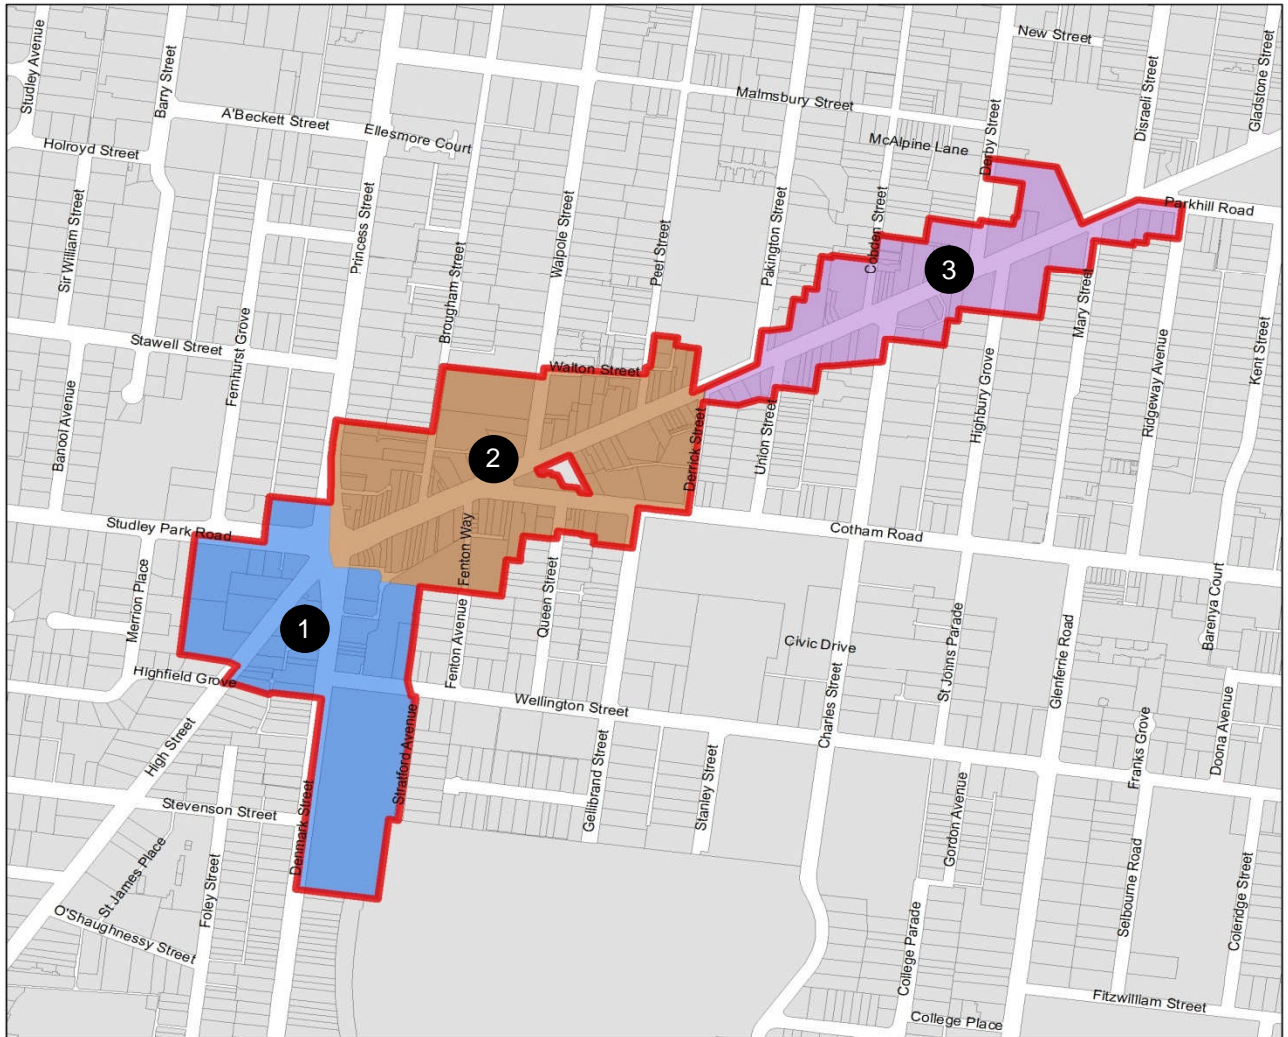 New Street
Studley Avenue
Barry Street
Disraeli Street
Gladstone Street
Malmsbury Street
A'Beckett Street
Ellesmore Court
Derby Street
McAlpine Lane
Holroyd Street
Sir William Street
Princess Street
Walpole Street
Peel Street
Pakington Street
Cobden Street
Parkhill Road
Brougham Street
3
Mary Street
Kent Street
Stawell Street
Fernhurst Grove
Walton Street
Highbury Grove
Ridgeway Avenue
Banool Avenue
Union Street
Derrick Street
2
Studley Park Road
Fenton Way
Cotham Road
Merrion Place
Queen Street
Barenya Court
1
Fenton Avenue
Civic Drive
St Johns Parade
Glenferrie Road
Highfield Grove
Wellington Street
Charles Street
High Street
Stratford Avenue
Gellibrand Street
Stanley Street
Franks Grove
Doona Avenue
Stevenson Street
Denmark Street
Gordon Avenue
St James Place
Foley Street
Selbourne Road
Coleridge Street
O'Shaughnessy Street
College Parade
Fitzwilliam Street
College Place